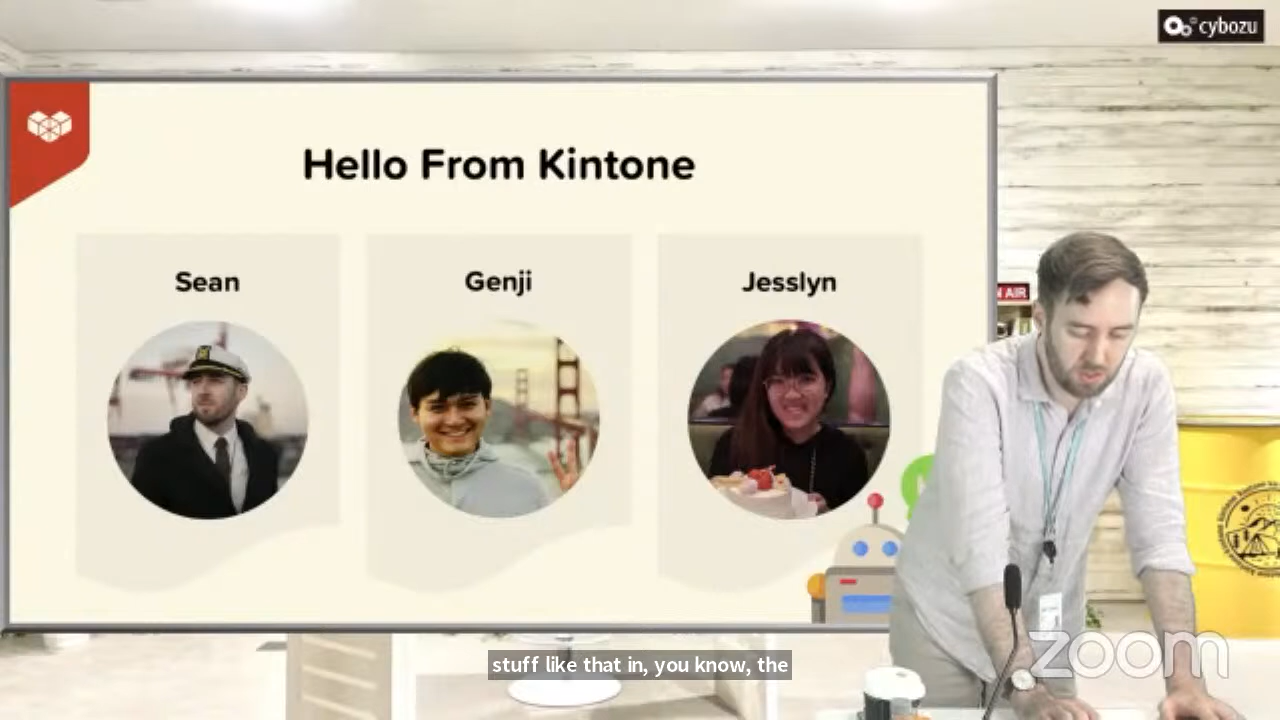 cybozu
Hello From Kintone
Sean
Genji
Jesslyn
N AIR
stuff like that in, you know, the
zoom